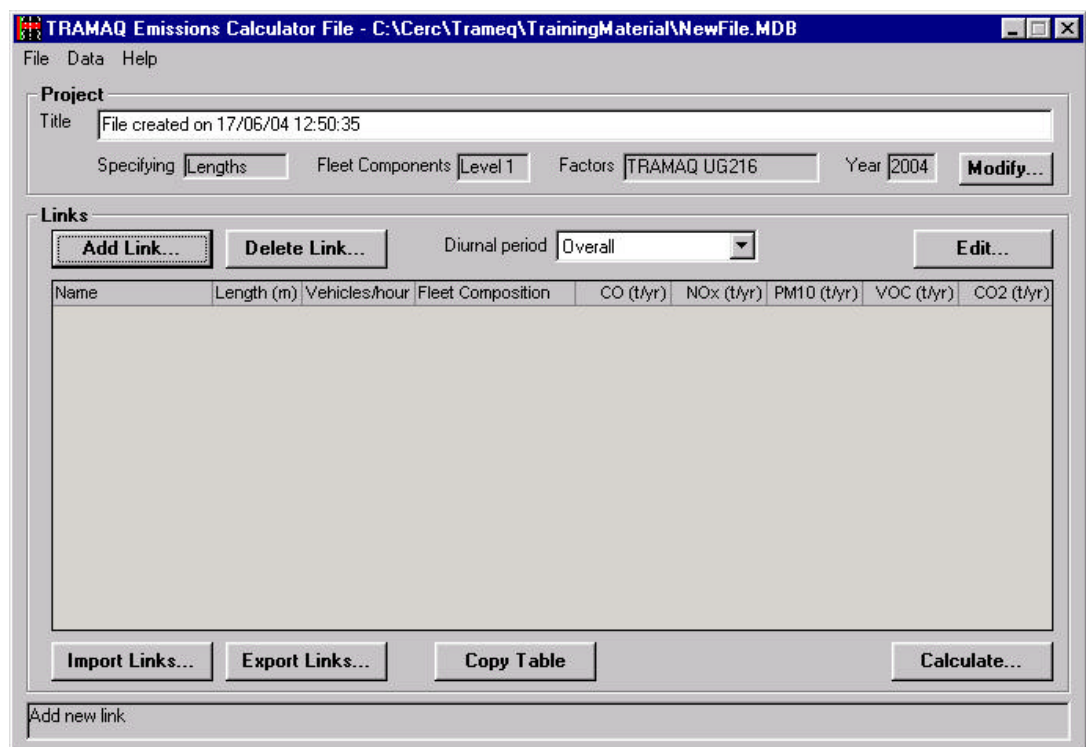 TRAMAQ Emissions Calculator File - C:\Cerc\Trameq\TrainingMaterial\NewFile.MDB
File Data Help
Project
Title File created on 17/06/04 12:50:35
Specifying Lengths Fleet Components Level 1 Factors TRAMAQ UG216 Year 2004 Modify...
Links
Add Link... Delete Link... Diurnal period Overall Edit...
Name Length (m) Vehicles/hour Fleet Composition CO (t/yr) NOx (t/yr) PM10 (t/yr) VOC (t/yr) CO2 (t/yr)
Import Links... Export Links... Copy Table Calculate...
Add new link